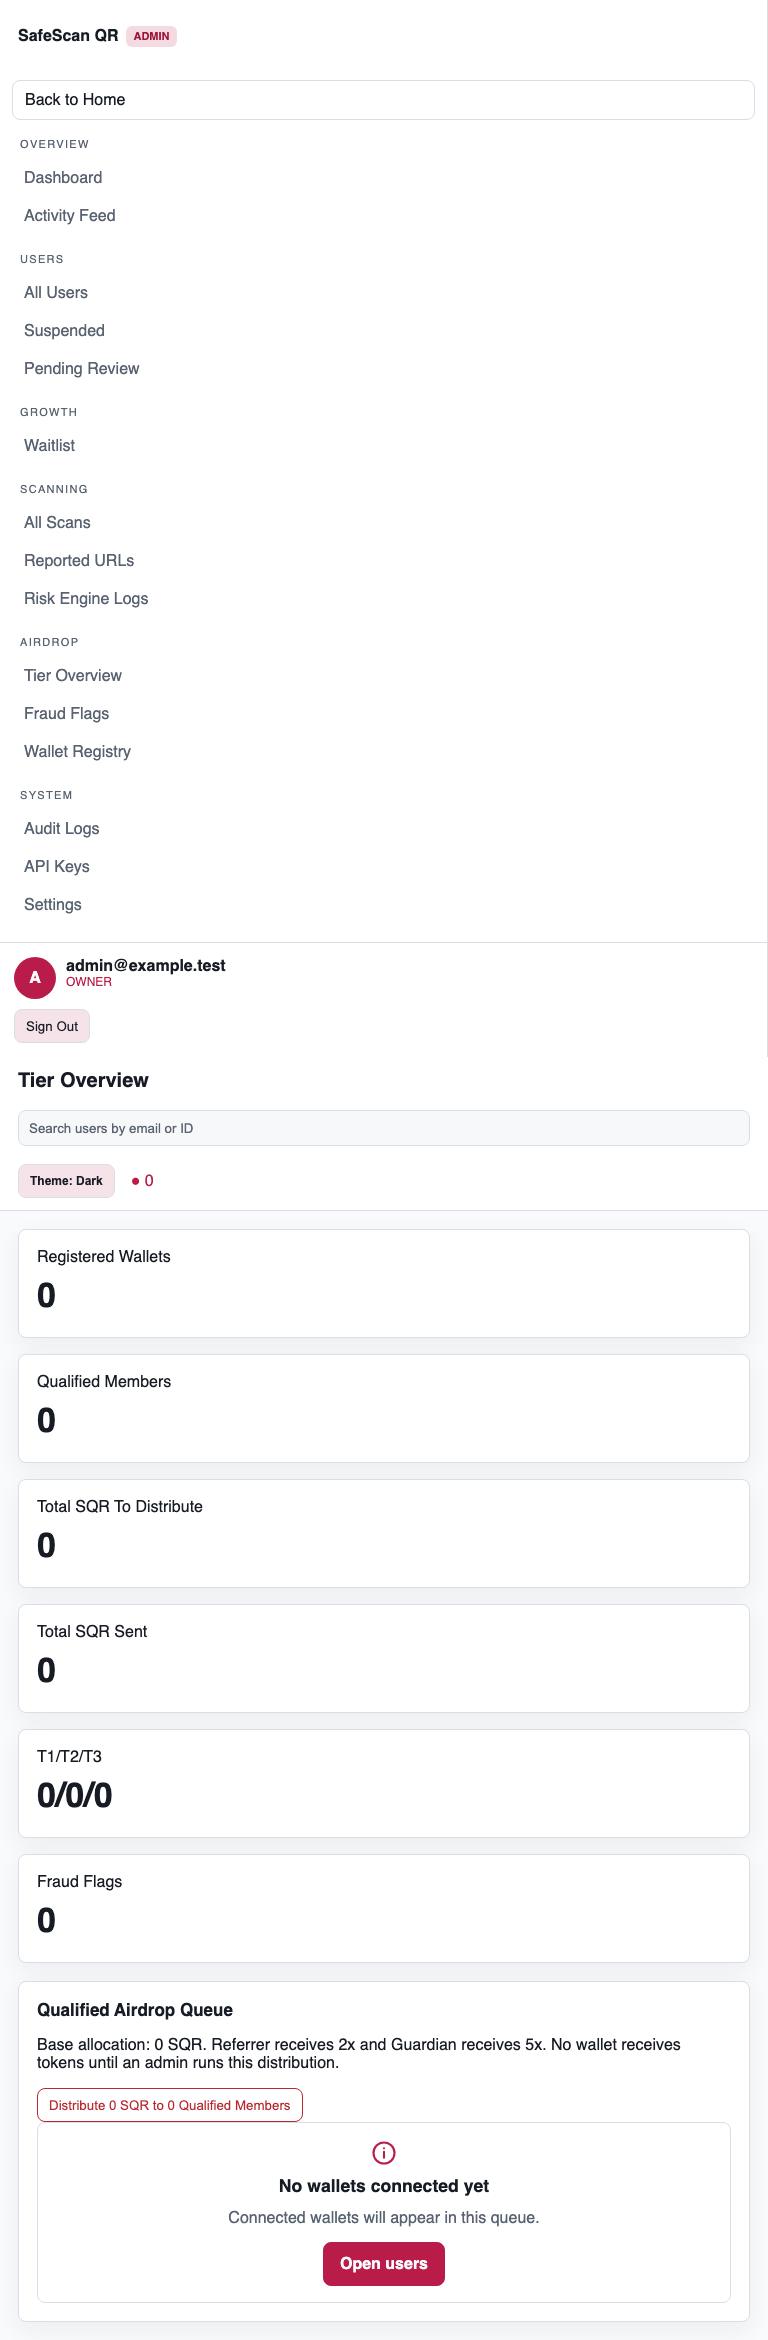 SafeScan QR ADMIN
Back to Home
OVERVIEW
Dashboard
Activity Feed
USERS
All Users
Suspended
Pending Review
GROWTH
Waitlist
SCANNING
All Scans
Reported URLs
Risk Engine Logs
AIRDROP
Tier Overview
Fraud Flags
Wallet Registry
SYSTEM
Audit Logs
API Keys
Settings
A
admin@example.test
OWNER
Sign Out
Tier Overview
Search users by email or ID
Theme: Dark
0
Registered Wallets
0
Qualified Members
0
Total SQR To Distribute
0
Total SQR Sent
0
T1/T2/T3
0/0/0
Fraud Flags
0
Qualified Airdrop Queue
Base allocation: 0 SQR. Referrer receives 2x and Guardian receives 5x. No wallet receives
tokens until an admin runs this distribution.
Distribute 0 SQR to 0 Qualified Members
No wallets connected yet
Connected wallets will appear in this queue.
Open users